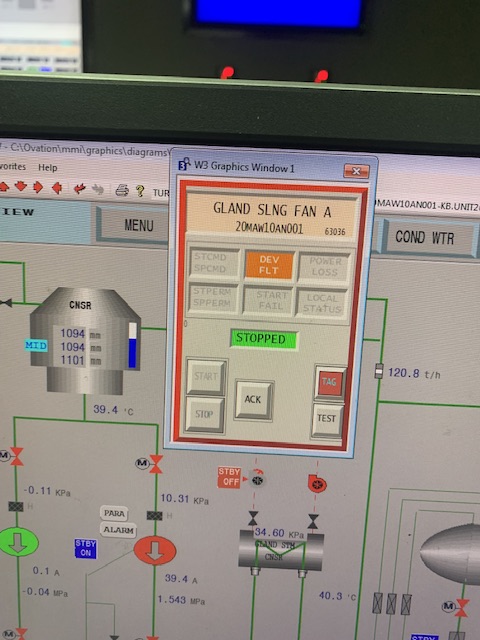 - C:\Ovation\mmi\graphics\diagrams\
vorites Help
TUR
W3 Graphics Window 1
MAW10AN001-KB.UNIT2
IEW
MENU
COND WTR
GLAND SLNG FAN A
20MAW10AN001
63036
STCMD
SPCMD
DEV
FLT
POWER
LOSS
STPERM
SPPERM
START
FAIL
LOCAL
STATUS
0
STOPPED
START
STOP
ACK
TAG
TEST
CNSR
1094 mm
1094 mm
1101 mm
MID
39.4 °C
120.8 t/h
M
M
-0.11 KPa
H
10.31 KPa
H
PARA
ALARM
STBY
ON
STBY
OFF
34.60 KPa
GLAND STM
CNSR
0.1 A
-0.04 MPa
39.4 A
1.543 MPa
40.3 °C
M
STBY